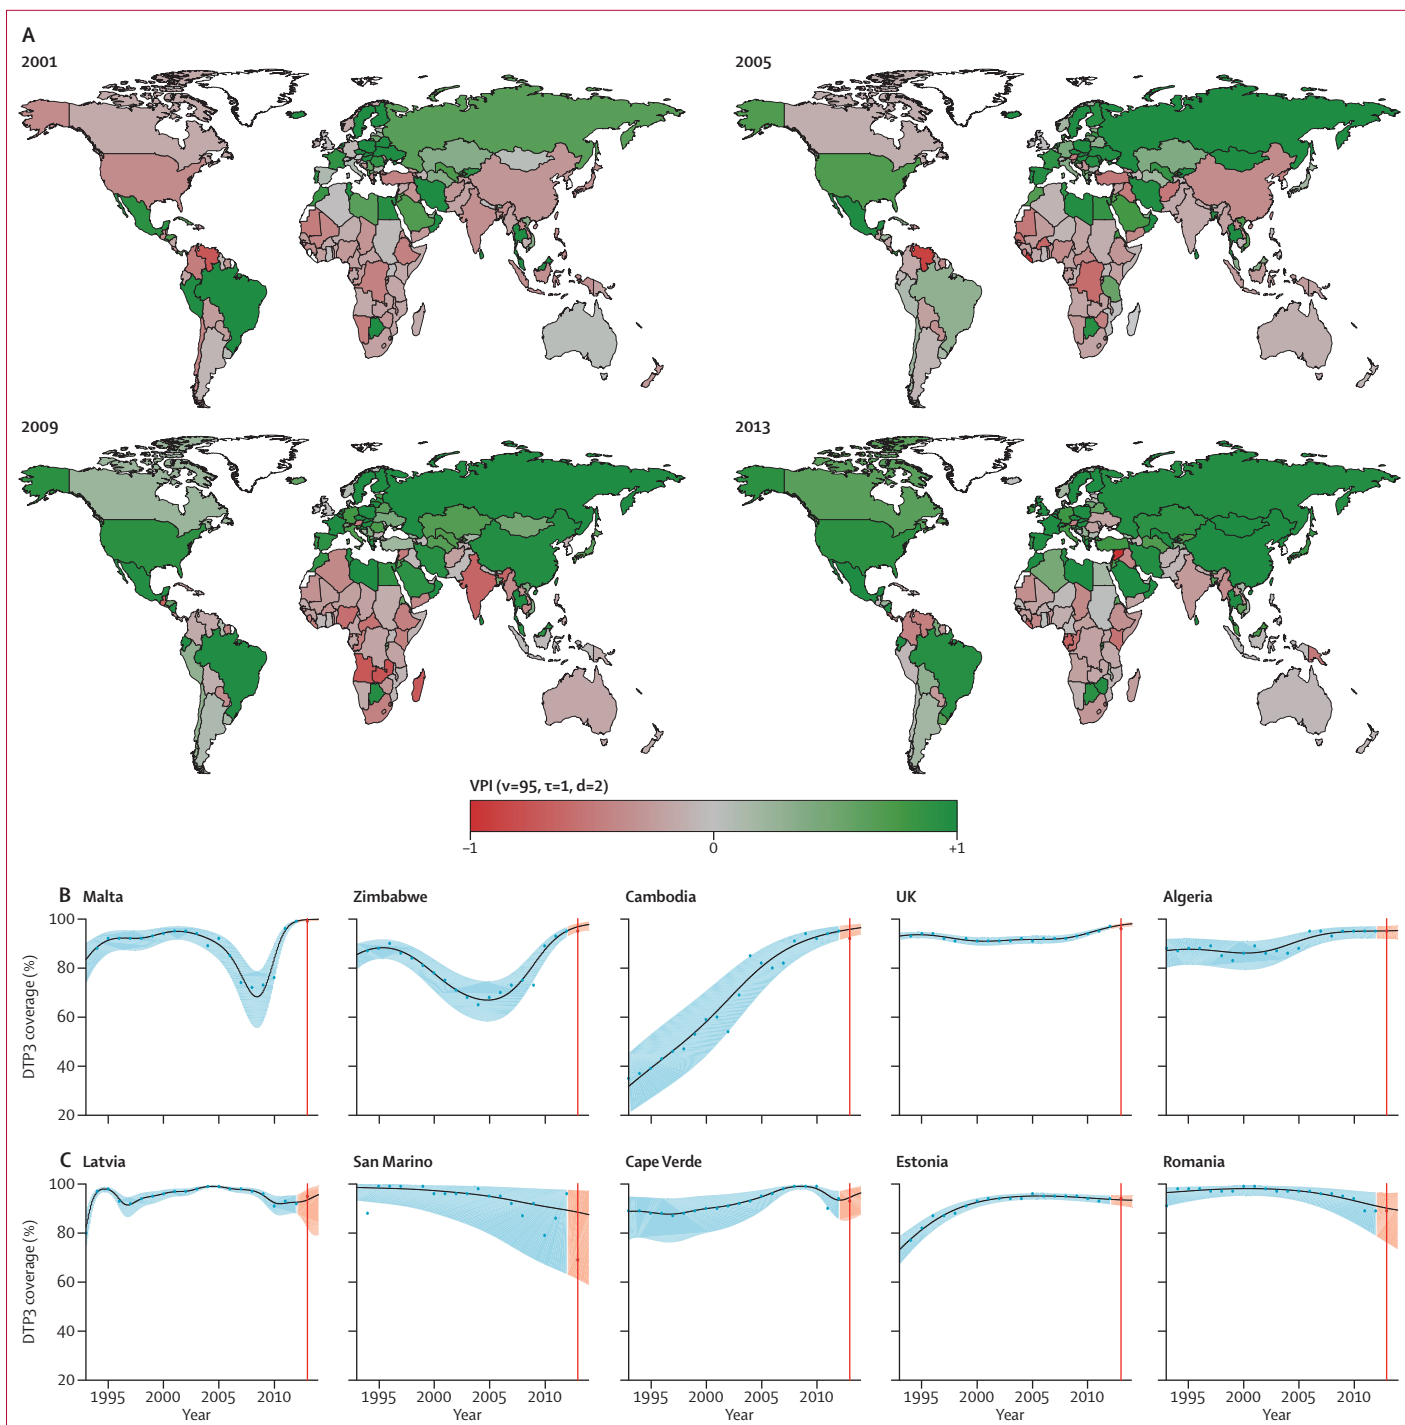 A
2001
2005
2009
2013
VPI (v=95, τ=1, d=2)
–1
0
+1
B Malta
Zimbabwe
Cambodia
UK
Algeria
DTP3 coverage (%)
100
80
60
40
20
C Latvia
San Marino
Cape Verde
Estonia
Romania
DTP3 coverage (%)
100
80
60
40
20
1995 2000 2005 2010
Year
1995 2000 2005 2010
Year
1995 2000 2005 2010
Year
1995 2000 2005 2010
Year
1995 2000 2005 2010
Year